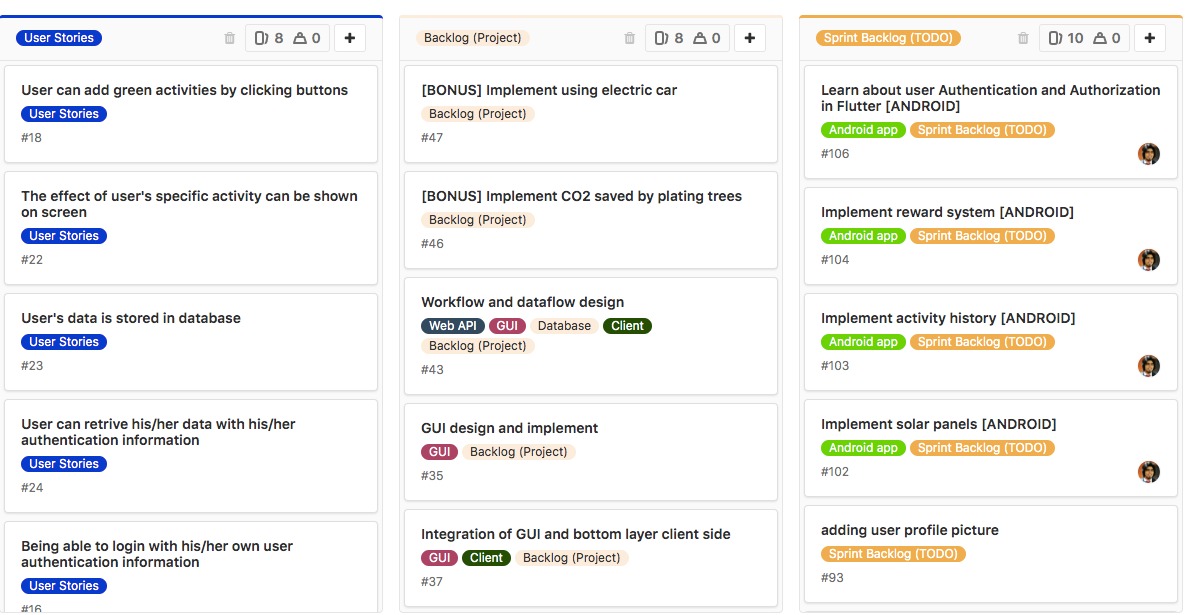 User Stories 8 0 +
User can add green activities by clicking buttons
User Stories
#18
The effect of user's specific activity can be shown
on screen
User Stories
#22
User's data is stored in database
User Stories
#23
User can retrive his/her data with his/her
authentication information
User Stories
#24
Being able to login with his/her own user
authentication information
User Stories
#16
Backlog (Project) 8 0 +
[BONUS] Implement using electric car
Backlog (Project)
#47
[BONUS] Implement CO2 saved by plating trees
Backlog (Project)
#46
Workflow and dataflow design
Web API GUI Database Client
Backlog (Project)
#43
GUI design and implement
GUI Backlog (Project)
#35
Integration of GUI and bottom layer client side
GUI Client Backlog (Project)
#37
Sprint Backlog (TODO) 10 0 +
Learn about user Authentication and Authorization
in Flutter [ANDROID]
Android app Sprint Backlog (TODO)
#106
Implement reward system [ANDROID]
Android app Sprint Backlog (TODO)
#104
Implement activity history [ANDROID]
Android app Sprint Backlog (TODO)
#103
Implement solar panels [ANDROID]
Android app Sprint Backlog (TODO)
#102
adding user profile picture
Sprint Backlog (TODO)
#93